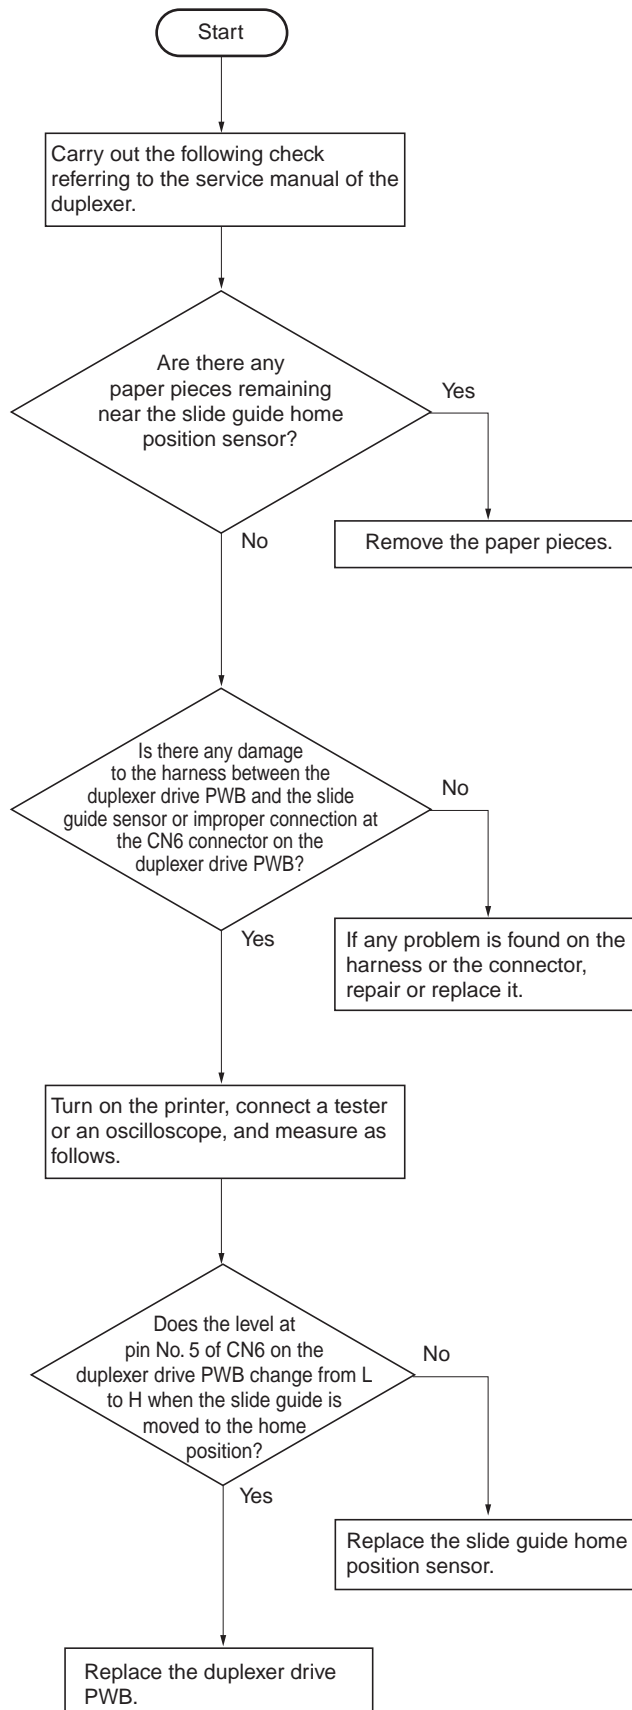 Start
Carry out the following check
referring to the service manual of the
duplexer.
Are there any
paper pieces remaining
near the slide guide home
position sensor?
Yes
Remove the paper pieces.
No
Is there any damage
to the harness between the
duplexer drive PWB and the slide
guide sensor or improper connection at
the CN6 connector on the
duplexer drive PWB?
No
If any problem is found on the
harness or the connector,
repair or replace it.
Yes
Turn on the printer, connect a tester
or an oscilloscope, and measure as
follows.
Does the level at
pin No. 5 of CN6 on the
duplexer drive PWB change from L
to H when the slide guide is
moved to the home
position?
No
Replace the slide guide home
position sensor.
Yes
Replace the duplexer drive
PWB.